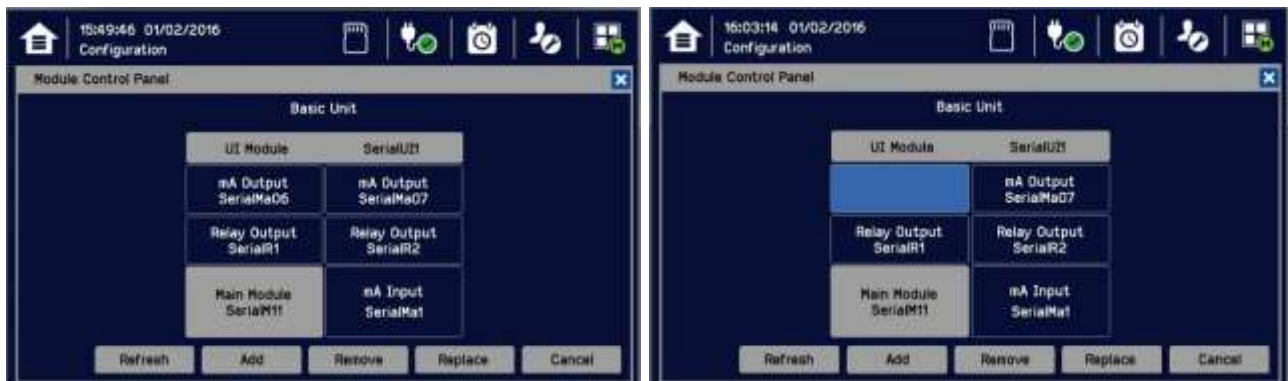 15:49:46 01/02/2016
Configuration
Module Control Panel
Basic Unit
UI Module SerialUI1
mA Output mA Output
SerialMaO6 SerialMaO7
Relay Output Relay Output
SerialR1 SerialR2
Main Module mA Input
SerialM11 SerialMa1
Refresh Add Remove Replace Cancel
16:03:14 01/02/2016
Configuration
Module Control Panel
Basic Unit
UI Module SerialUI1
mA Output
SerialMaO7
Relay Output Relay Output
SerialR1 SerialR2
Main Module mA Input
SerialM11 SerialMa1
Refresh Add Remove Replace Cancel